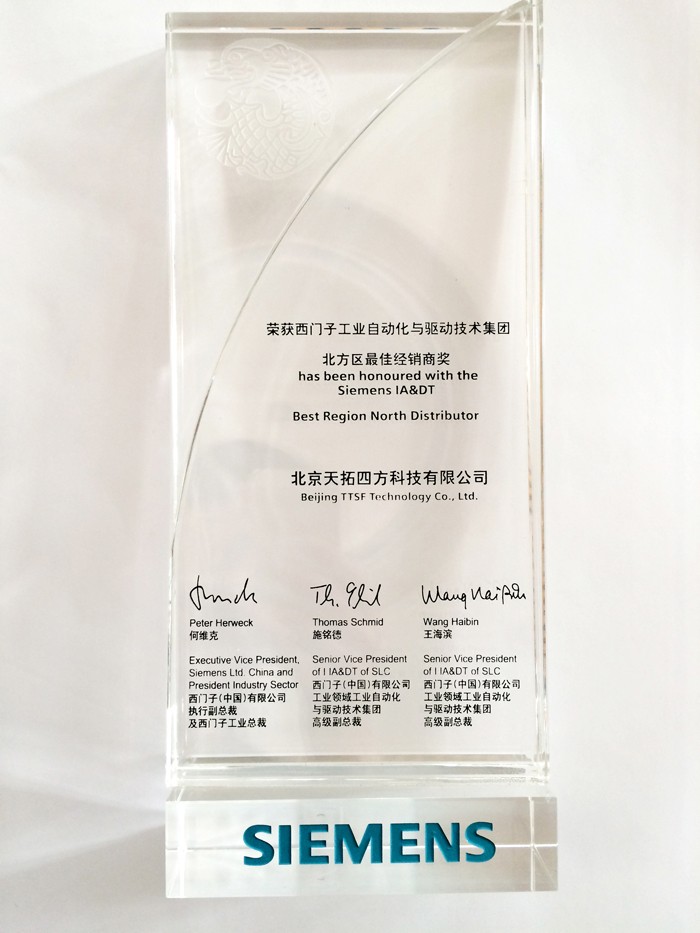 荣获西门子工业自动化与驱动技术集团
北方区最佳经销商奖
has been honoured with the
Siemens IA&DT
Best Region North Distributor
北京天拓四方科技有限公司
Beijing TTSF Technology Co., Ltd.
Peter Herweck
何维克
Executive Vice President,
Siemens Ltd. China and
President Industry Sector
西门子(中国)有限公司
执行副总裁
及西门子工业总裁
Th. Schmid
Thomas Schmid
施铭德
Senior Vice President
of I IA&DT of SLC
西门子(中国)有限公司
工业领域工业自动化
与驱动技术集团
高级副总裁
Wang Haibin
Wang Haibin
王海滨
Senior Vice President
of I IA&DT of SLC
西门子(中国)有限公司
工业领域工业自动化
与驱动技术集团
高级副总裁
SIEMENS